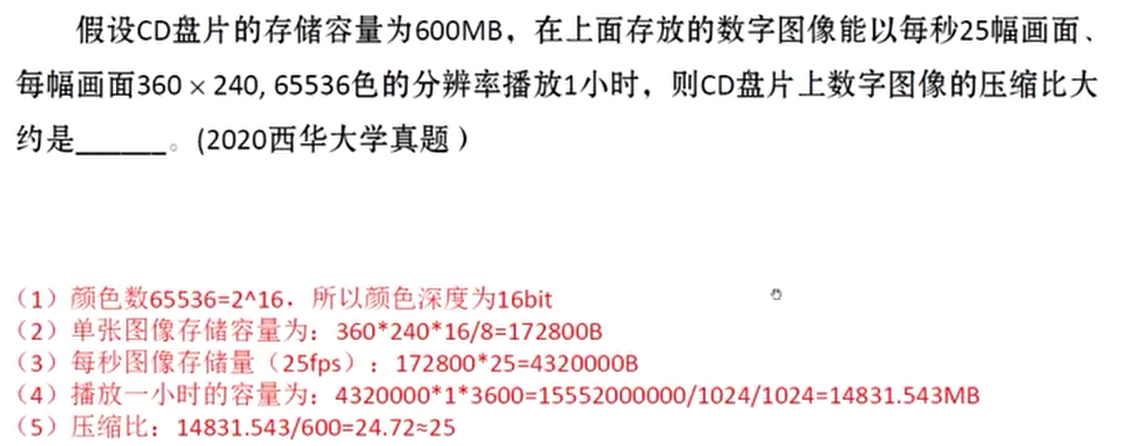 假设CD盘片的存储容量为600MB，在上面存放的数字图像能以每秒25幅画面、
每幅画面360 × 240, 65536色的分辨率播放1小时，则CD盘片上数字图像的压缩比大
约是______。(2020西华大学真题）
（1）颜色数65536=2^16，所以颜色深度为16bit
（2）单张图像存储容量为：360*240*16/8=172800B
（3）每秒图像存储量（25fps）：172800*25=4320000B
（4）播放一小时的容量为：4320000*1*3600=15552000000/1024/1024=14831.543MB
（5）压缩比：14831.543/600=24.72≈25